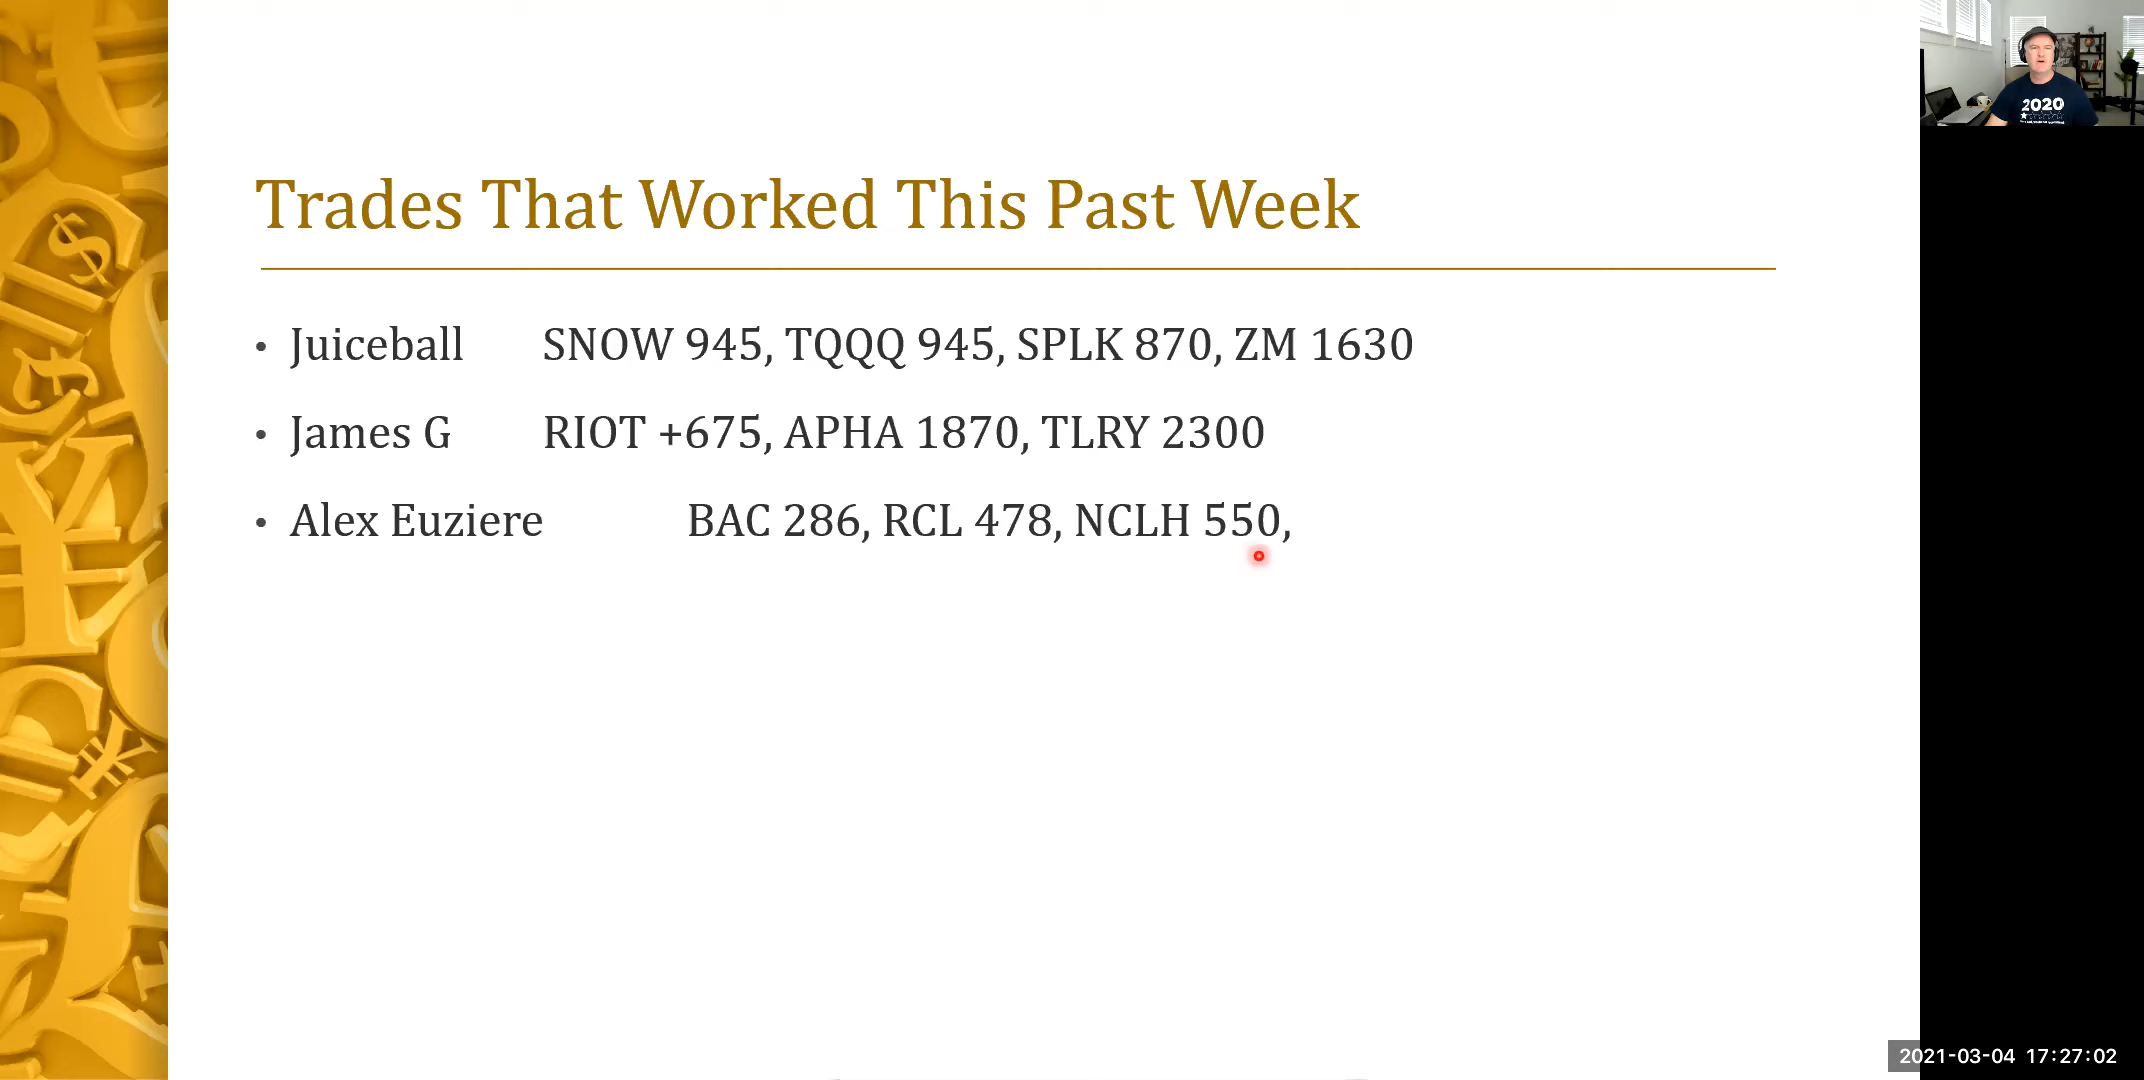 Trades That Worked This Past Week
• Juiceball SNOW 945, TQQQ 945, SPLK 870, ZM 1630
• James G RIOT +675, APHA 1870, TLRY 2300
• Alex Euziere BAC 286, RCL 478, NCLH 550,
2020
2021-03-04 17:27:02